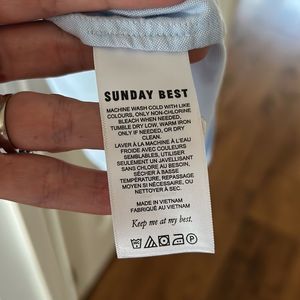 SUNDAY BEST
MACHINE WASH COLD WITH LIKE
COLOURS, ONLY NON-CHLORINE
BLEACH WHEN NEEDED.
TUMBLE DRY LOW, WARM IRON
ONLY IF NEEDED, OR DRY
CLEAN.
LAVER À LA MACHINE À L'EAU
FROIDE AVEC COULEURS
SEMBLABLES, UTILISER
SEULEMENT UN JAVELLISANT
SANS CHLORE AU BESOIN,
SÉCHER À BASSE
TEMPÉRATURE, REPASSAGE
MOYEN SI NÉCESSAIRE, OU
NETTOYER À SEC.
MADE IN VIETNAM
FABRIQUÉ AU VIETNAM
Keep me at my best.